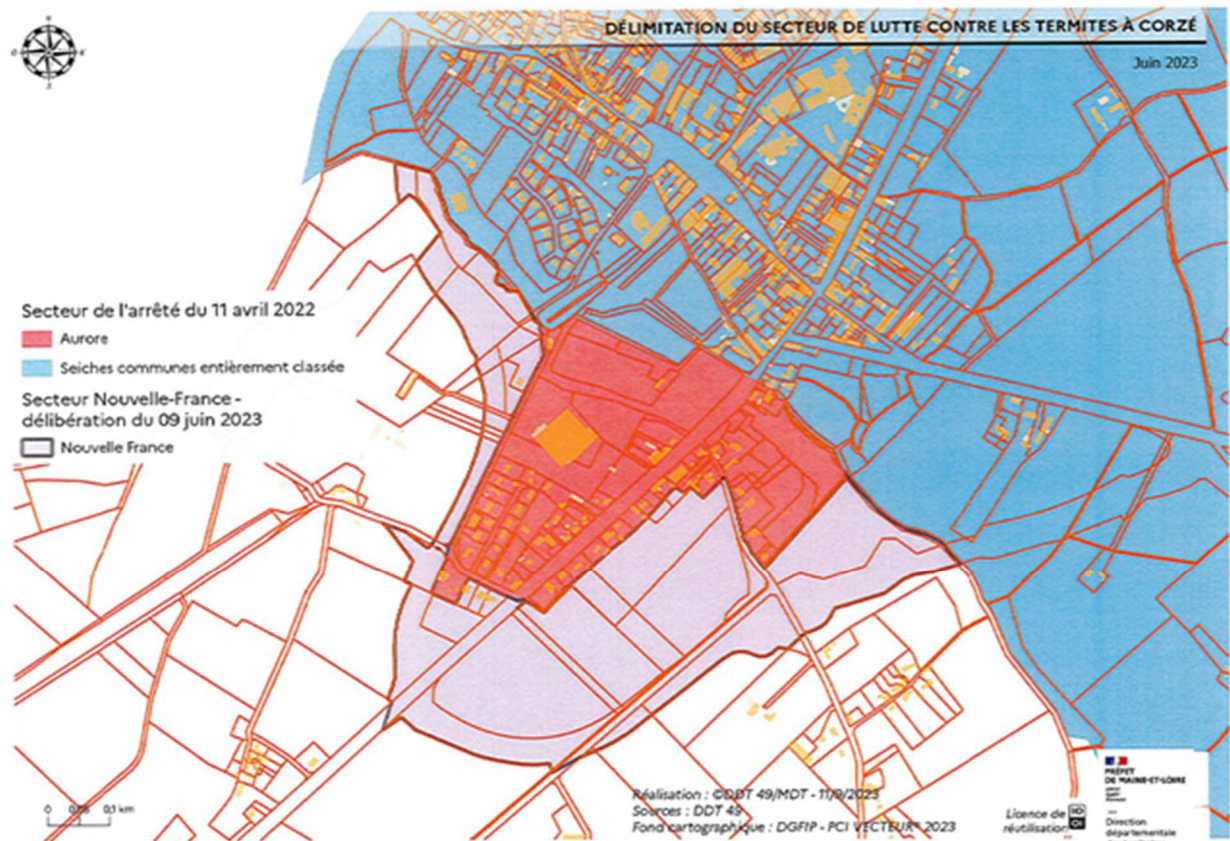 DÉLIMITATION DU SECTEUR DE LUTTE CONTRE LES TERMITES À CORZÉ
Juin 2023
Secteur de l'arrêté du 11 avril 2022
Aurore
Seiches communes entièrement classée
Secteur Nouvelle-France -
délibération du 09 juin 2023
Nouvelle France
0 0,05 0,1 km
Réalisation : ©DDT 49/MDT - 11/9/2023
Sources : DDT 49
Fond cartographique : DGFIP - PCI VECTEUR® 2023
Licence de
réutilisation
PRÉFET
DE MAINE-ET-LOIRE
Direction
départementale